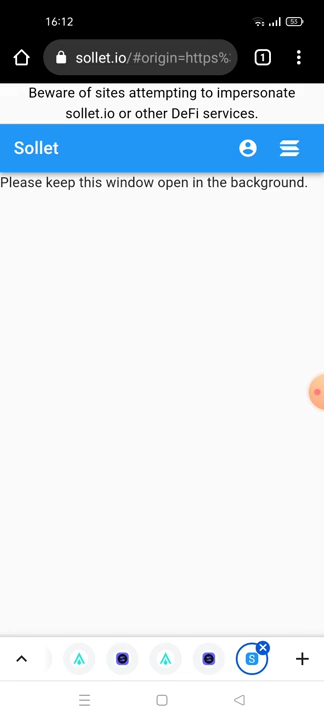 16:12
53
sollet.io/#origin=https%
1
Beware of sites attempting to impersonate
sollet.io or other DeFi services.
Sollet
Please keep this window open in the background.